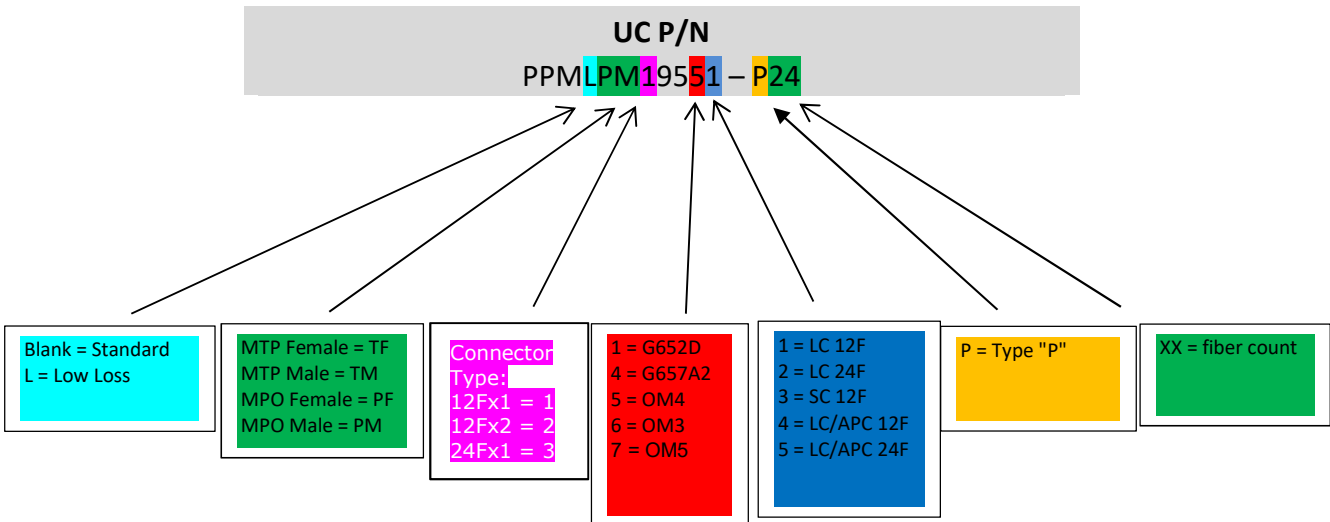 UC P/N
PPMLPM19551 – P24
Blank = Standard
L = Low Loss
MTP Female = TF
MTP Male = TM
MPO Female = PF
MPO Male = PM
Connector
Type:
12Fx1 = 1
12Fx2 = 2
24Fx1 = 3
1 = G652D
4 = G657A2
5 = OM4
6 = OM3
7 = OM5
1 = LC 12F
2 = LC 24F
3 = SC 12F
4 = LC/APC 12F
5 = LC/APC 24F
P = Type "P"
XX = fiber count